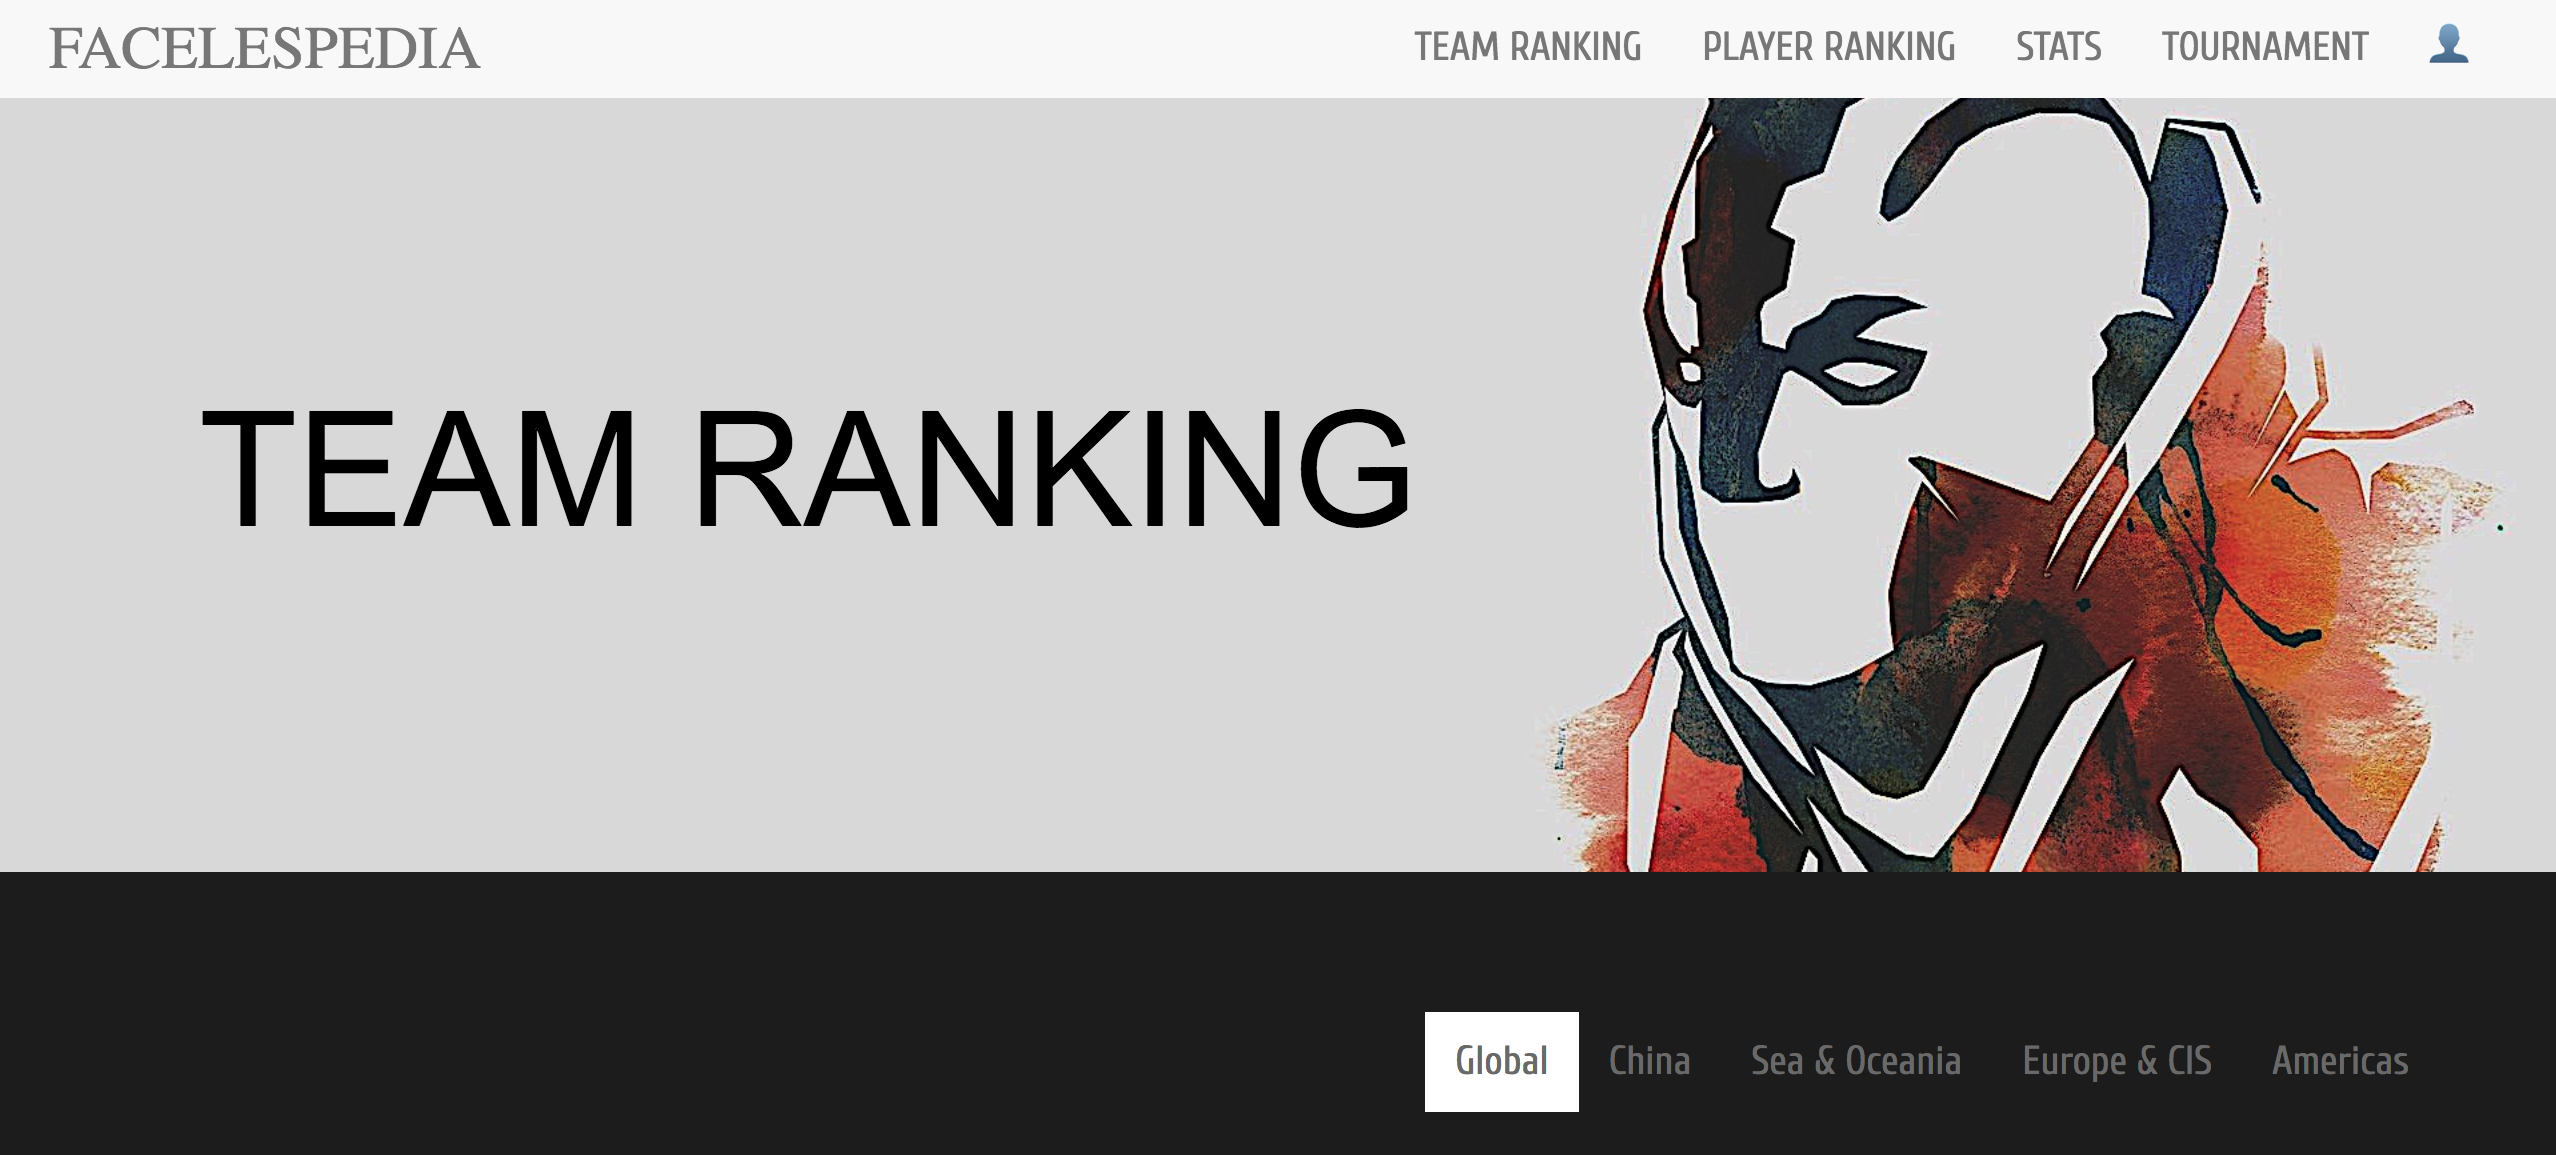 FACELESPEDIA
TEAM RANKING PLAYER RANKING STATS TOURNAMENT
TEAM RANKING
Global China Sea & Oceania Europe & CIS Americas